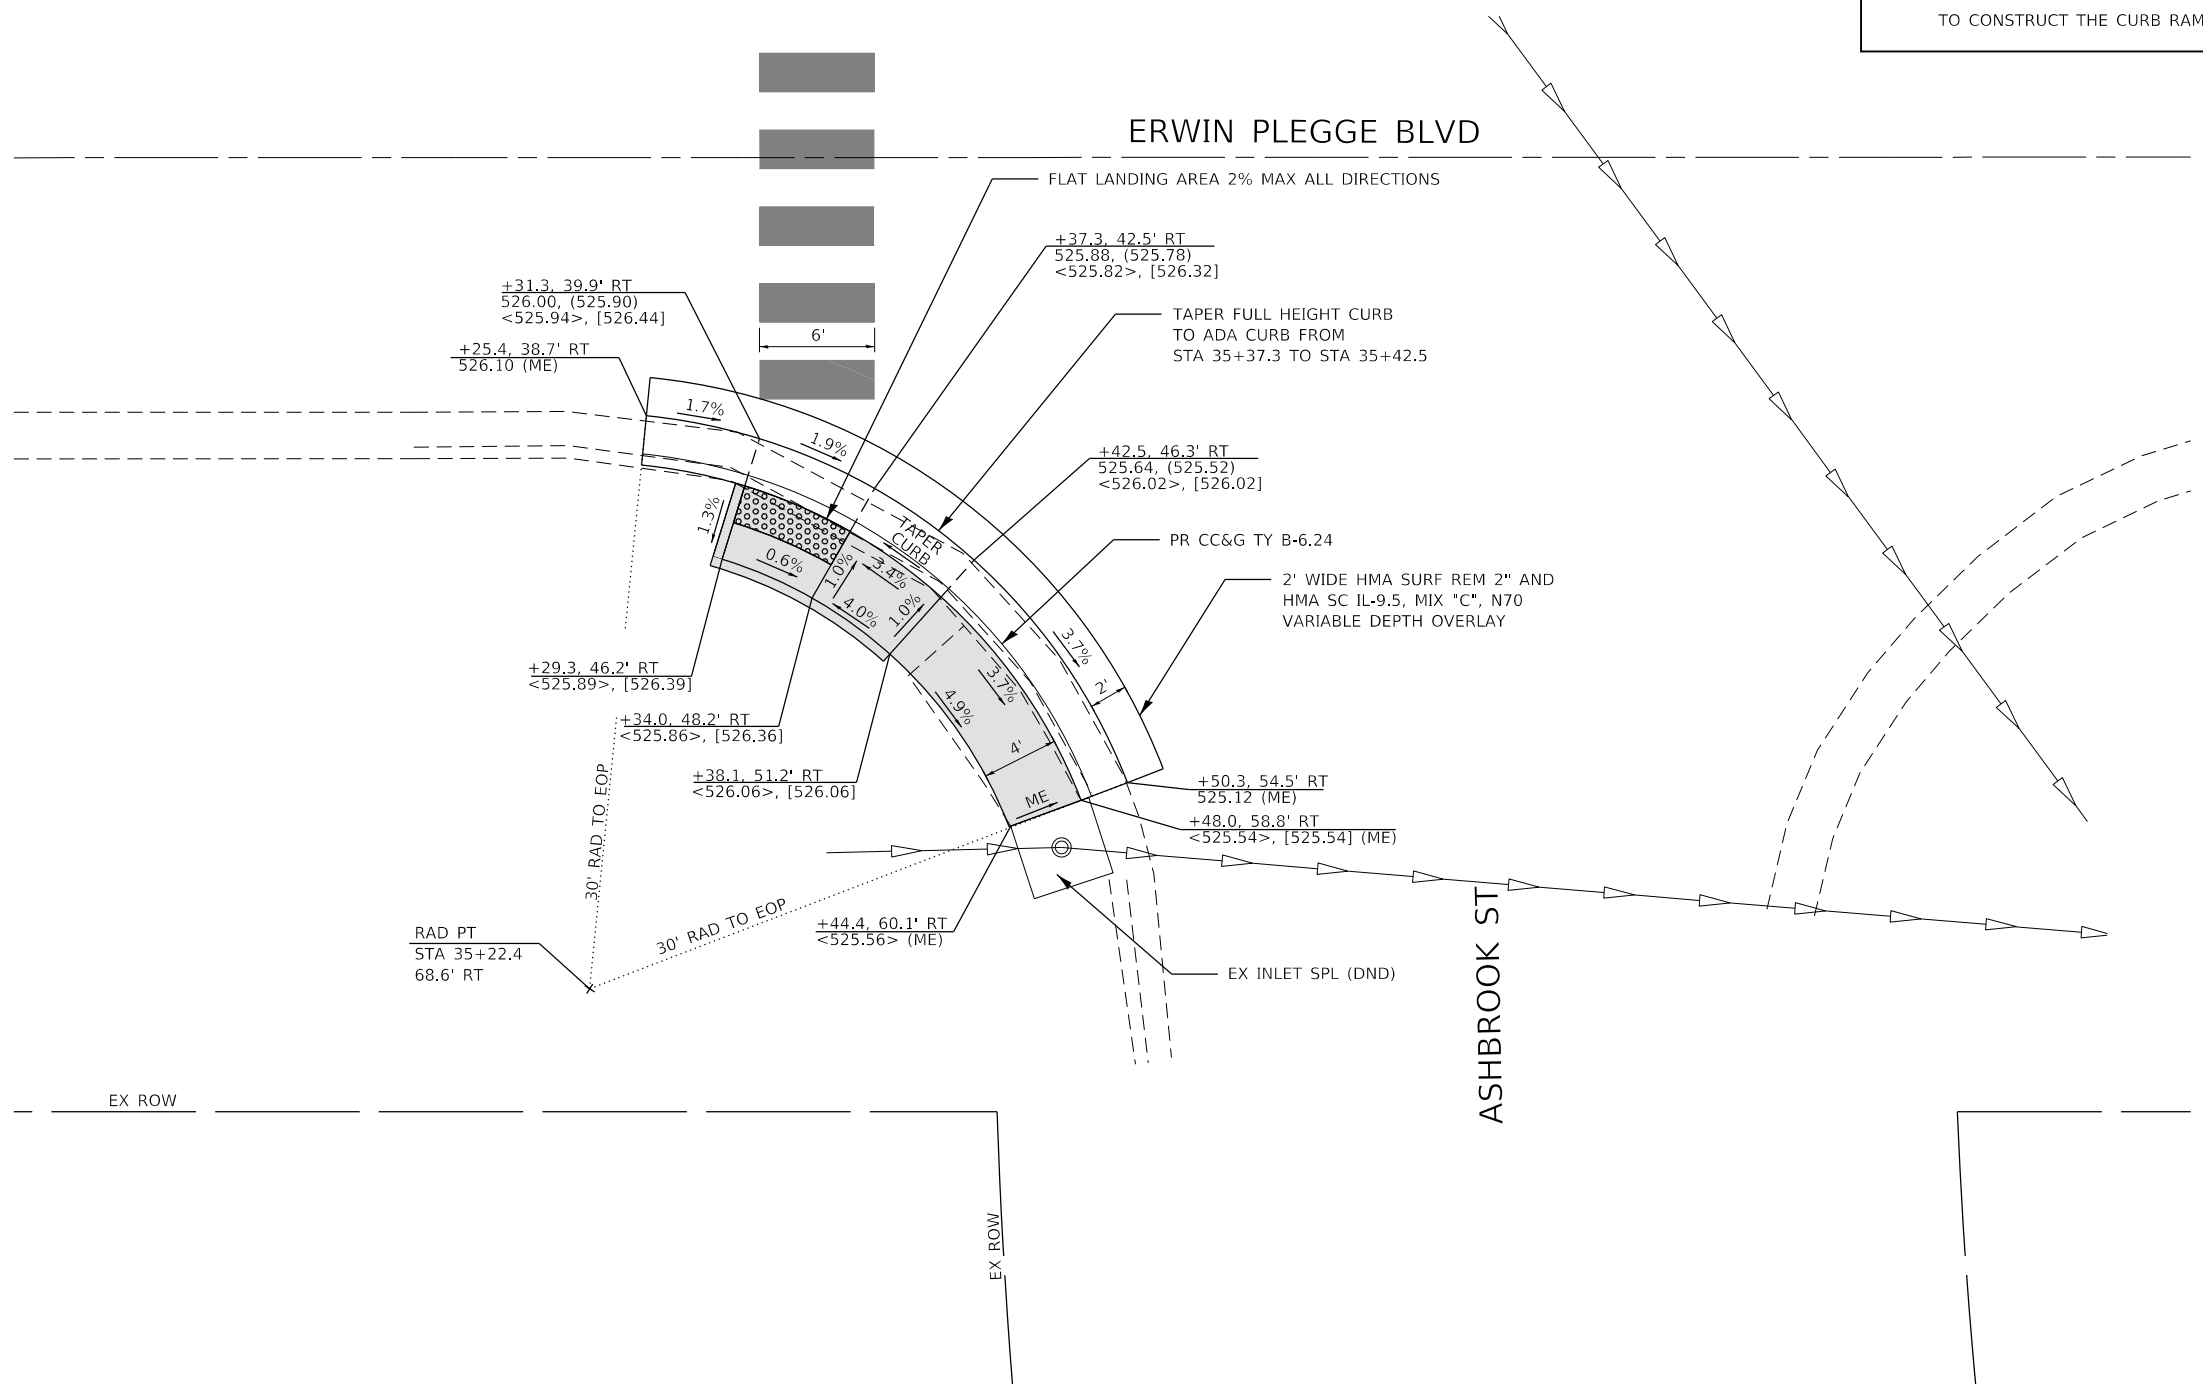 TO CONSTRUCT THE CURB RAM
ERWIN PLEGGE BLVD
FLAT LANDING AREA 2% MAX ALL DIRECTIONS
+37.3, 42.5' RT
525.88, (525.78)
<525.82>, [526.32]
+31.3, 39.9' RT
526.00, (525.90)
<525.94>, [526.44]
6'
TAPER FULL HEIGHT CURB
TO ADA CURB FROM
STA 35+37.3 TO STA 35+42.5
+25.4, 38.7' RT
526.10 (ME)
1.7%
1.9%
+42.5, 46.3' RT
525.64, (525.52)
<526.02>, [526.02]
1.3%
TAPER
CURB
PR CC&G TY B-6.24
0.6%
1.0%
3.4%
4.0%
1.0%
2' WIDE HMA SURF REM 2" AND
HMA SC IL-9.5, MIX "C", N70
VARIABLE DEPTH OVERLAY
3.7%
+29.3, 46.2' RT
<525.89>, [526.39]
3.7%
2'
4.9%
+34.0, 48.2' RT
<525.86>, [526.36]
4'
+38.1, 51.2' RT
<526.06>, [526.06]
+50.3, 54.5' RT
525.12 (ME)
ME
+48.0, 58.8' RT
<525.54>, [525.54] (ME)
30' RAD TO EOP
30' RAD TO EOP
+44.4, 60.1' RT
<525.56> (ME)
RAD PT
STA 35+22.4
68.6' RT
EX INLET SPL (DND)
ASHBROOK ST
EX ROW
EX ROW